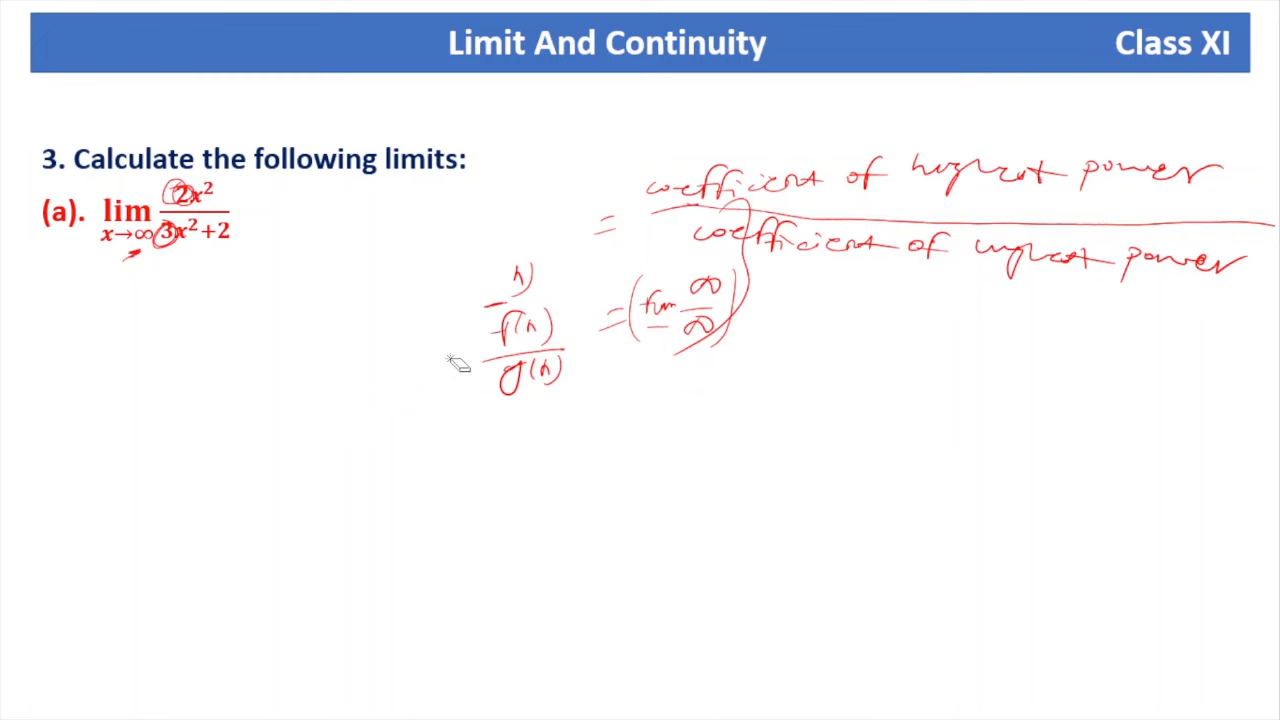 Limit And Continuity Class XI
3. Calculate the following limits:
(a). lim x→∞ 2x²/3x²+2
= coefficient of highest power
coefficient of highest power
f(x)
g(x)
= (form ∞/∞)